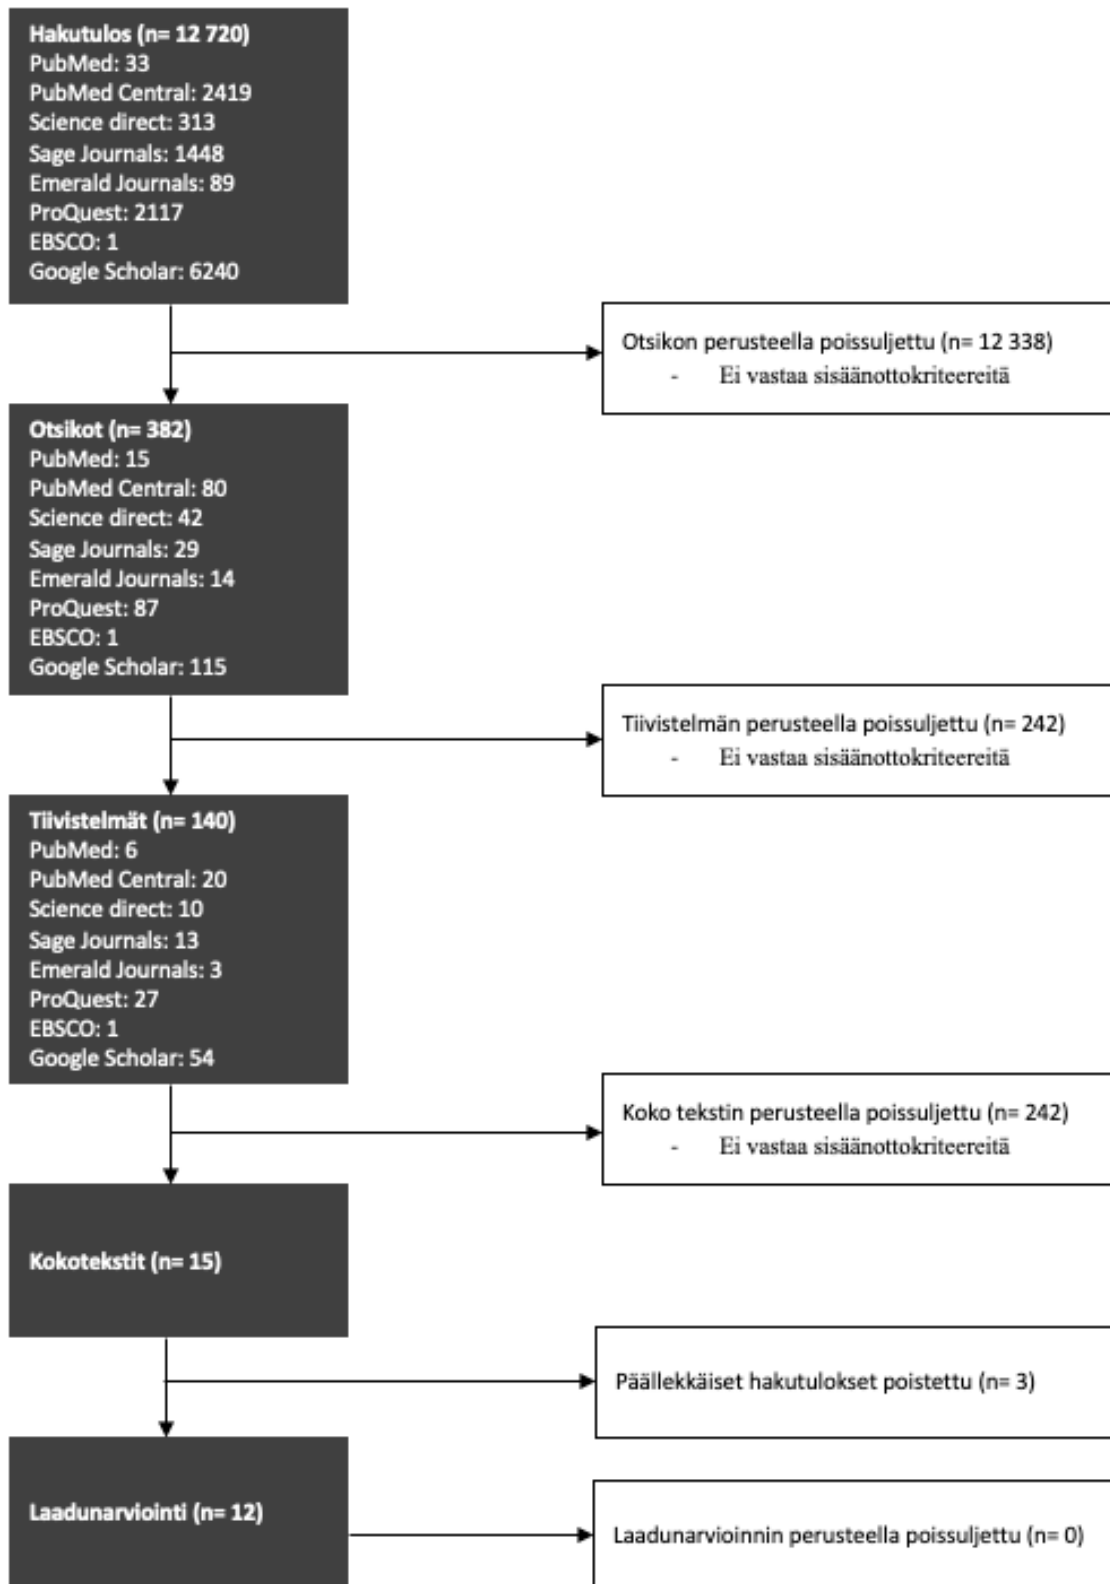 Hakutulos (n= 12 720)
PubMed: 33
PubMed Central: 2419
Science direct: 313
Sage Journals: 1448
Emerald Journals: 89
ProQuest: 2117
EBSCO: 1
Google Scholar: 6240
Otsikon perusteella poissuljettu (n= 12 338)
- Ei vastaa sisäänottokriteereitä
Otsikot (n= 382)
PubMed: 15
PubMed Central: 80
Science direct: 42
Sage Journals: 29
Emerald Journals: 14
ProQuest: 87
EBSCO: 1
Google Scholar: 115
Tiivistelmän perusteella poissuljettu (n= 242)
- Ei vastaa sisäänottokriteereitä
Tiivistelmät (n= 140)
PubMed: 6
PubMed Central: 20
Science direct: 10
Sage Journals: 13
Emerald Journals: 3
ProQuest: 27
EBSCO: 1
Google Scholar: 54
Koko tekstin perusteella poissuljettu (n= 242)
- Ei vastaa sisäänottokriteereitä
Kokotekstit (n= 15)
Päällekkäiset hakutulokset poistettu (n= 3)
Laadunarviointi (n= 12)
Laadunarvioinnin perusteella poissuljettu (n= 0)